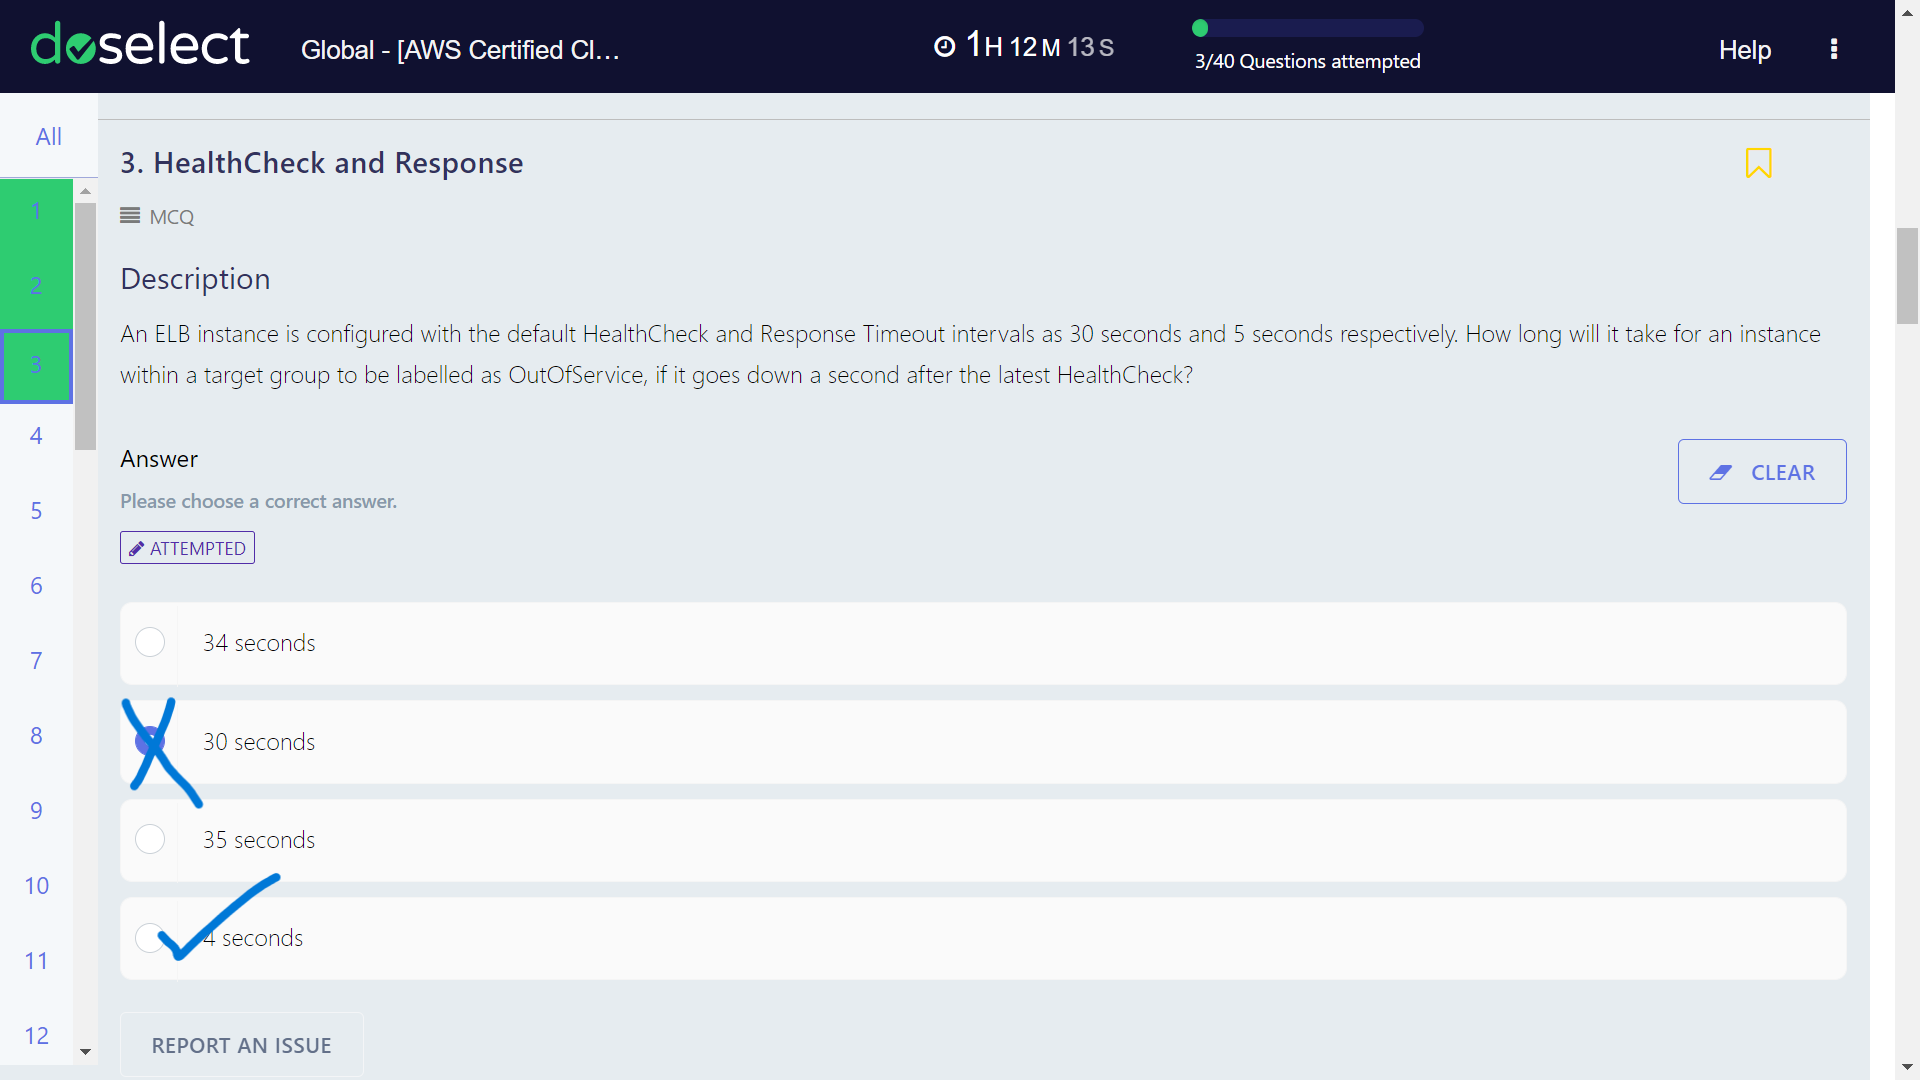 doselect
Global - [AWS Certified Cl...
1H 12M 13S
3/40 Questions attempted
Help
All
1
2
3
4
5
6
7
8
9
10
11
12
3. HealthCheck and Response
MCQ
Description
An ELB instance is configured with the default HealthCheck and Response Timeout intervals as 30 seconds and 5 seconds respectively. How long will it take for an instance
within a target group to be labelled as OutOfService, if it goes down a second after the latest HealthCheck?
Answer
Please choose a correct answer.
CLEAR
ATTEMPTED
34 seconds
30 seconds
35 seconds
4 seconds
REPORT AN ISSUE